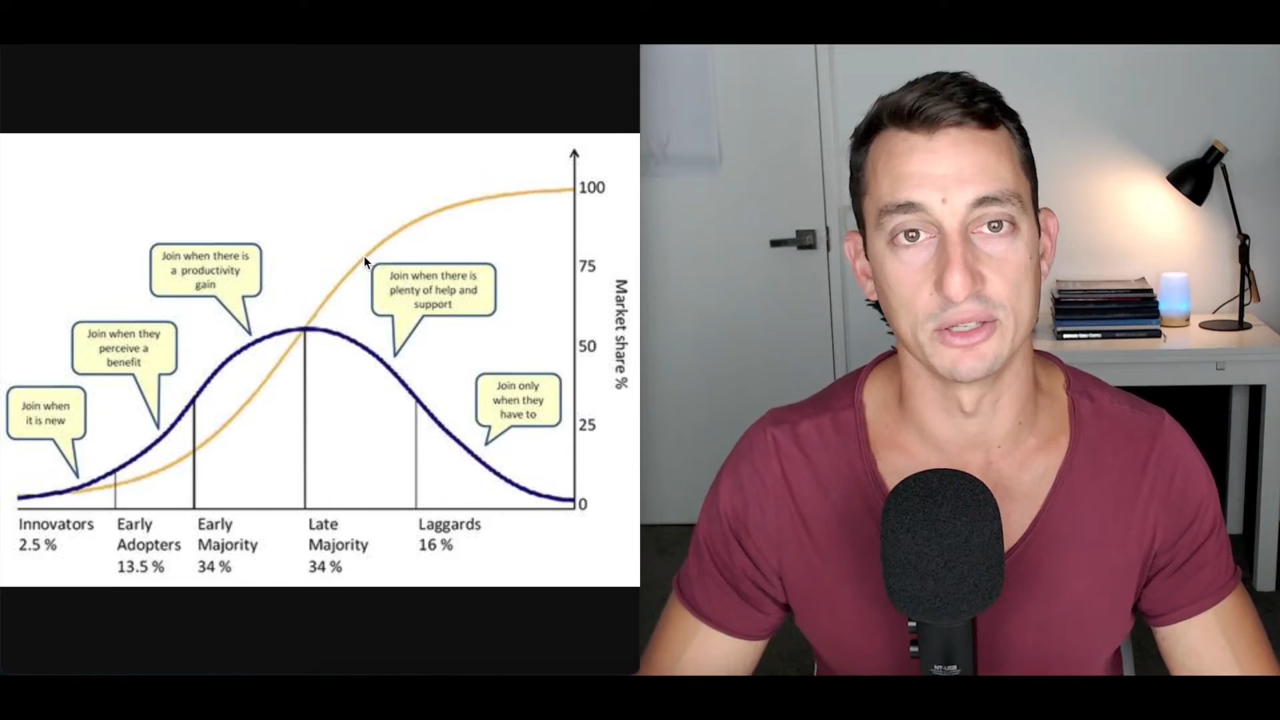 Join when there is
a productivity
gain
Join when they
perceive a
benefit
Join when
it is new
Join when there is
plenty of help and
support
Join only
when they
have to
100
75
50
25
0
Market share %
Innovators
2.5 %
Early
Adopters
13.5 %
Early
Majority
34 %
Late
Majority
34 %
Laggards
16 %
NT-USB